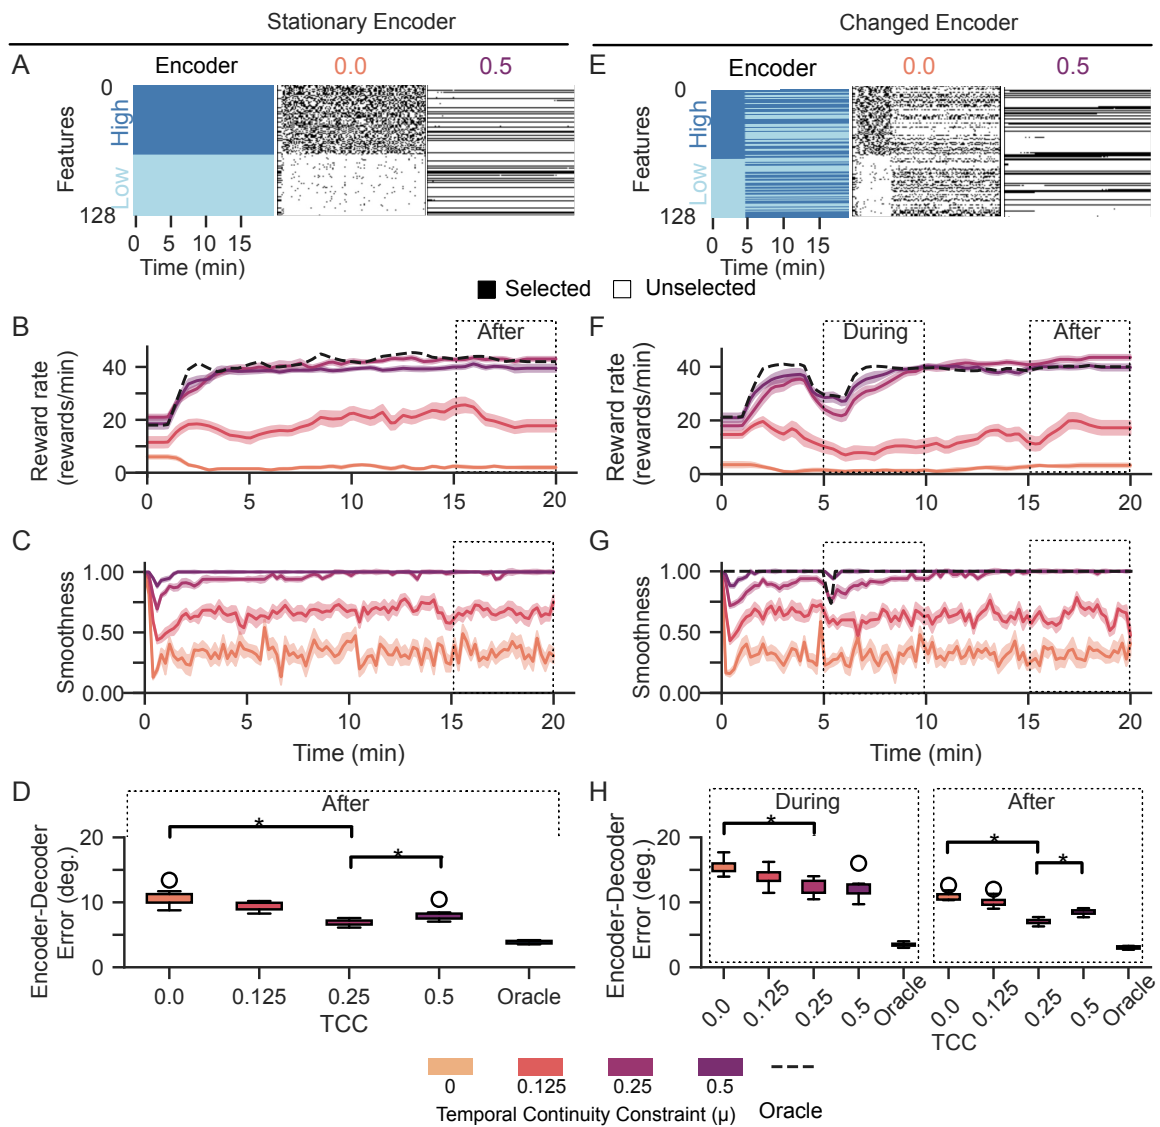 Stationary Encoder
Changed Encoder
A
Encoder
0.0
0.5
E
Encoder
0.0
0.5
0
High
Features
Low
128
0
5
10
15
Time (min)
0
High
Features
Low
128
0
5
10
15
Time (min)
Selected
Unselected
B
After
Reward rate
(rewards/min)
40
20
0
0
5
10
15
20
F
During
After
Reward rate
(rewards/min)
40
20
0
0
5
10
15
20
C
Smoothness
1.00
0.50
0.00
0
5
10
15
20
Time (min)
G
Smoothness
1.00
0.50
0.00
0
5
10
15
20
Time (min)
D
After
*
*
Encoder-Decoder
Error (deg.)
20
10
0
0.0
0.125
0.25
0.5
Oracle
TCC
H
During
After
*
*
*
Encoder-Decoder
Error (deg.)
20
10
0
0.0
0.125
0.25
0.5
Oracle
0.0
0.125
0.25
0.5
Oracle
TCC
0
0.125
0.25
0.5
Oracle
Temporal Continuity Constraint (μ)